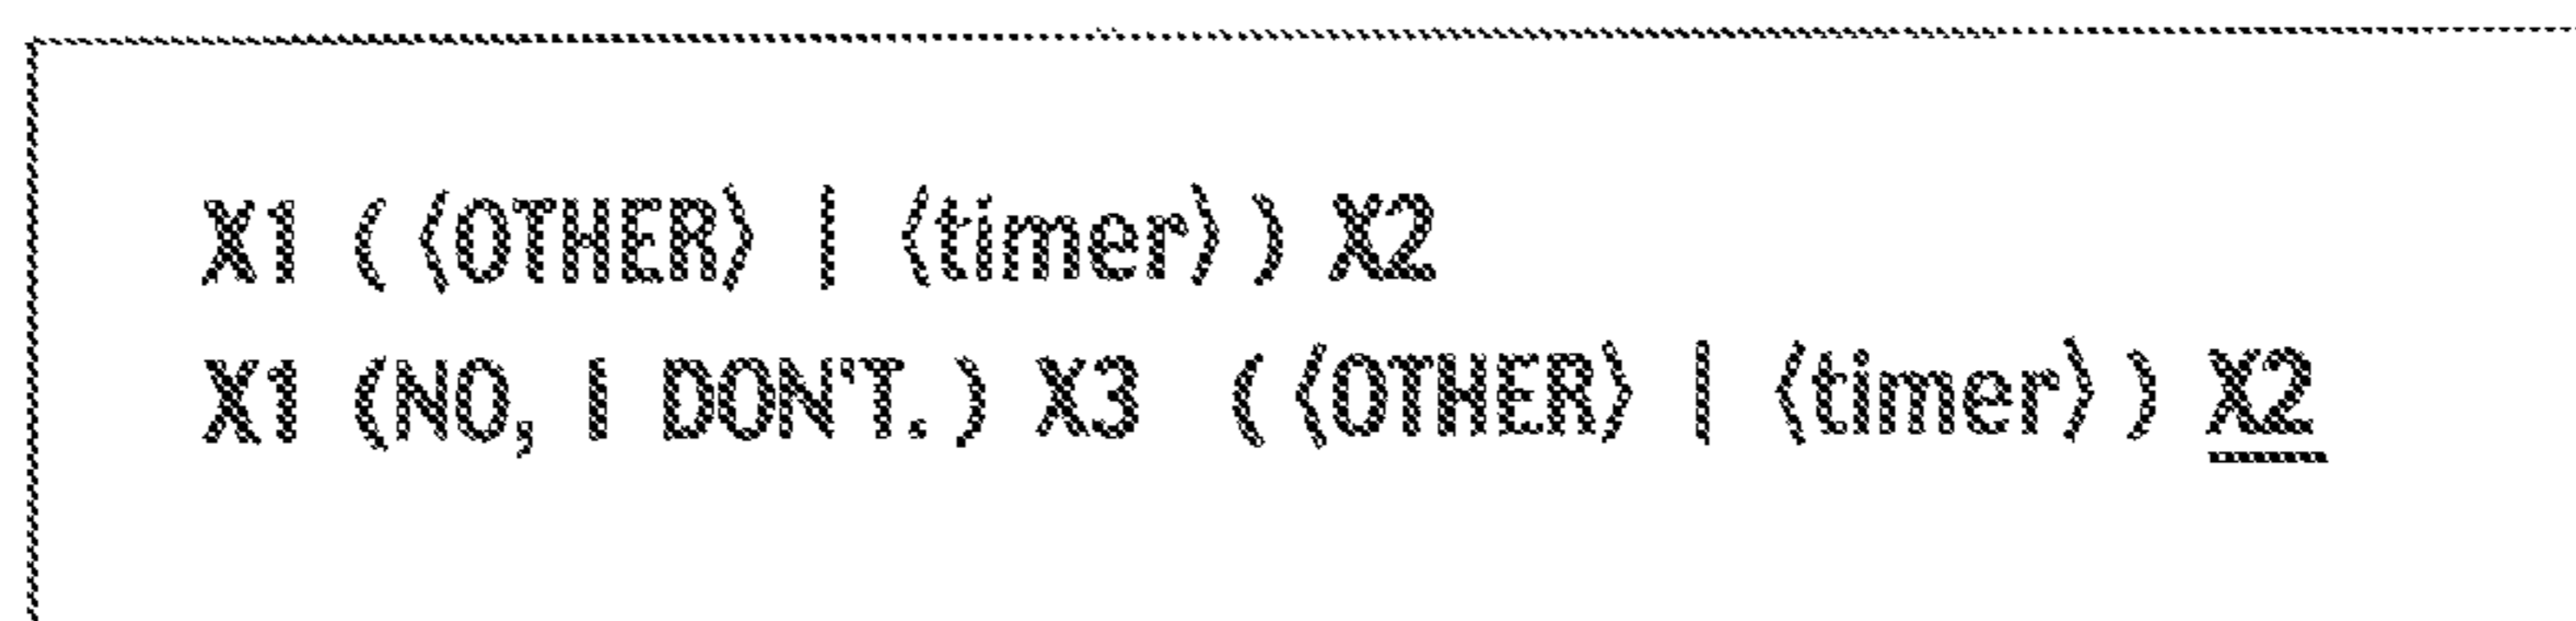 X1 ( ⟨OTHER⟩ | ⟨timer⟩ ) X2
X1 (NO, I DON'T. ) X3 ( ⟨OTHER⟩ | ⟨timer⟩ ) X2